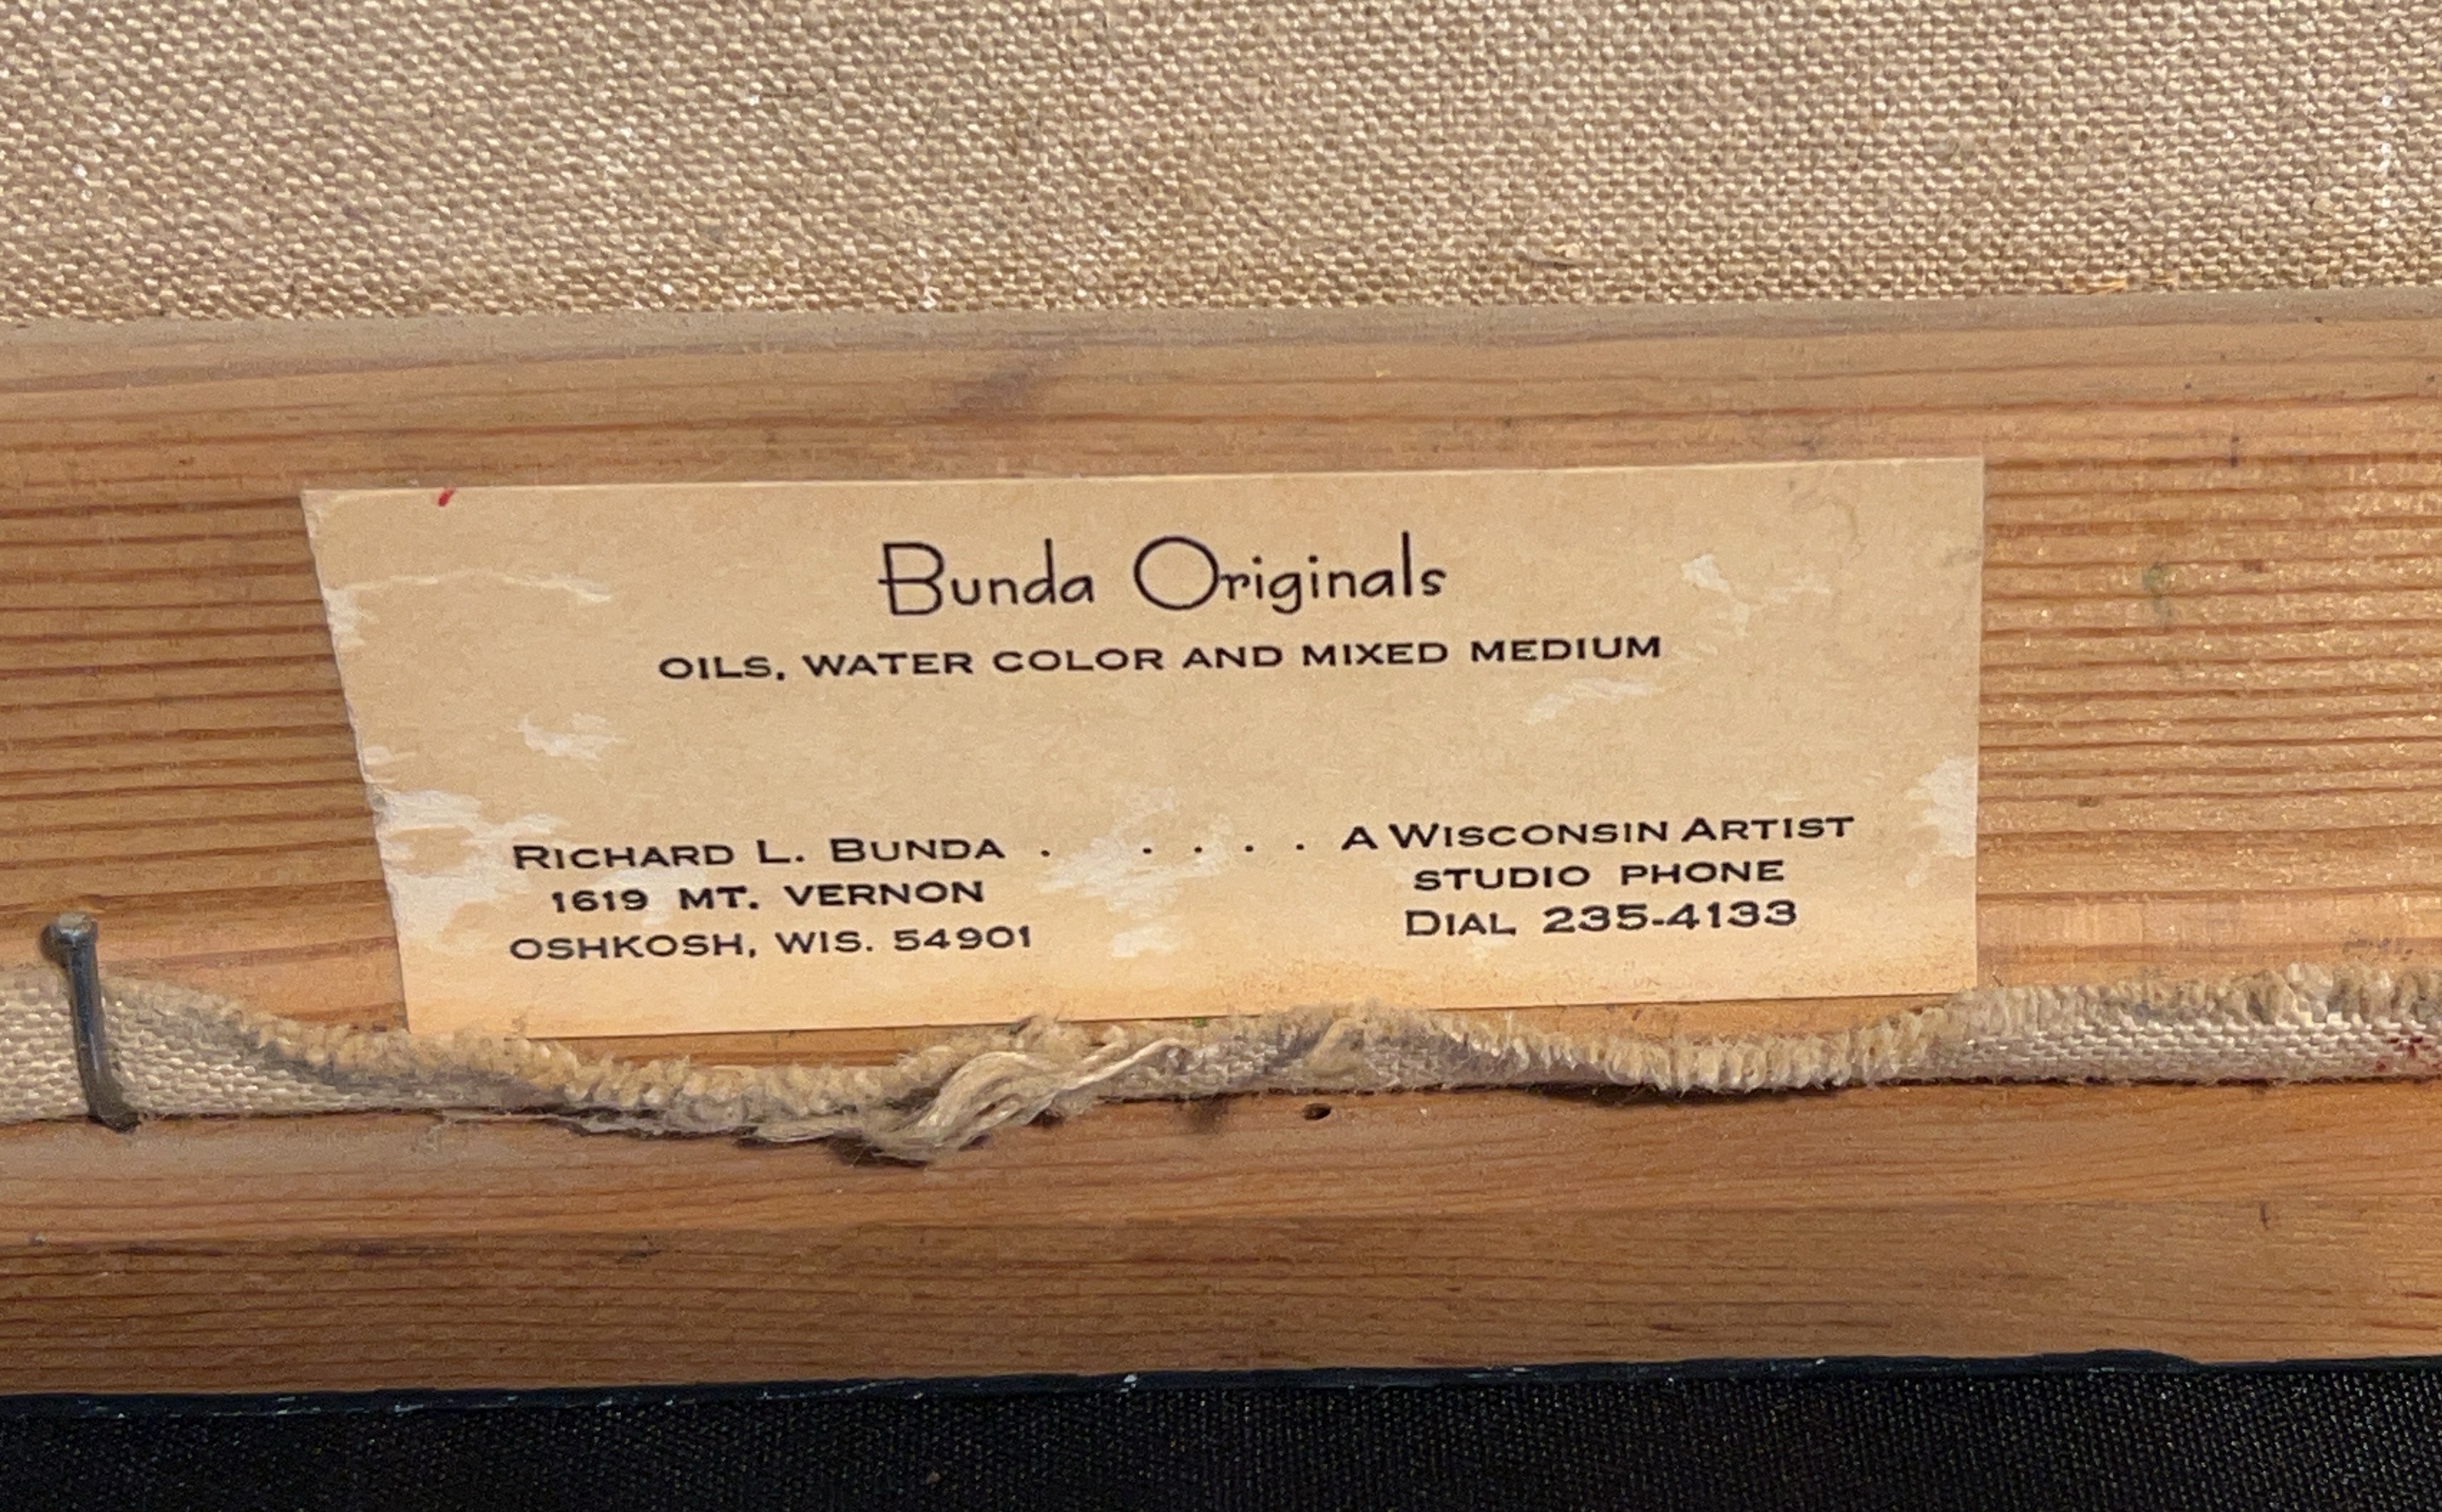 Bunda Originals
OILS, WATER COLOR AND MIXED MEDIUM
RICHARD L. BUNDA . . . . . A WISCONSIN ARTIST
1619 MT. VERNON STUDIO PHONE
OSHKOSH, WIS. 54901 DIAL 235-4133